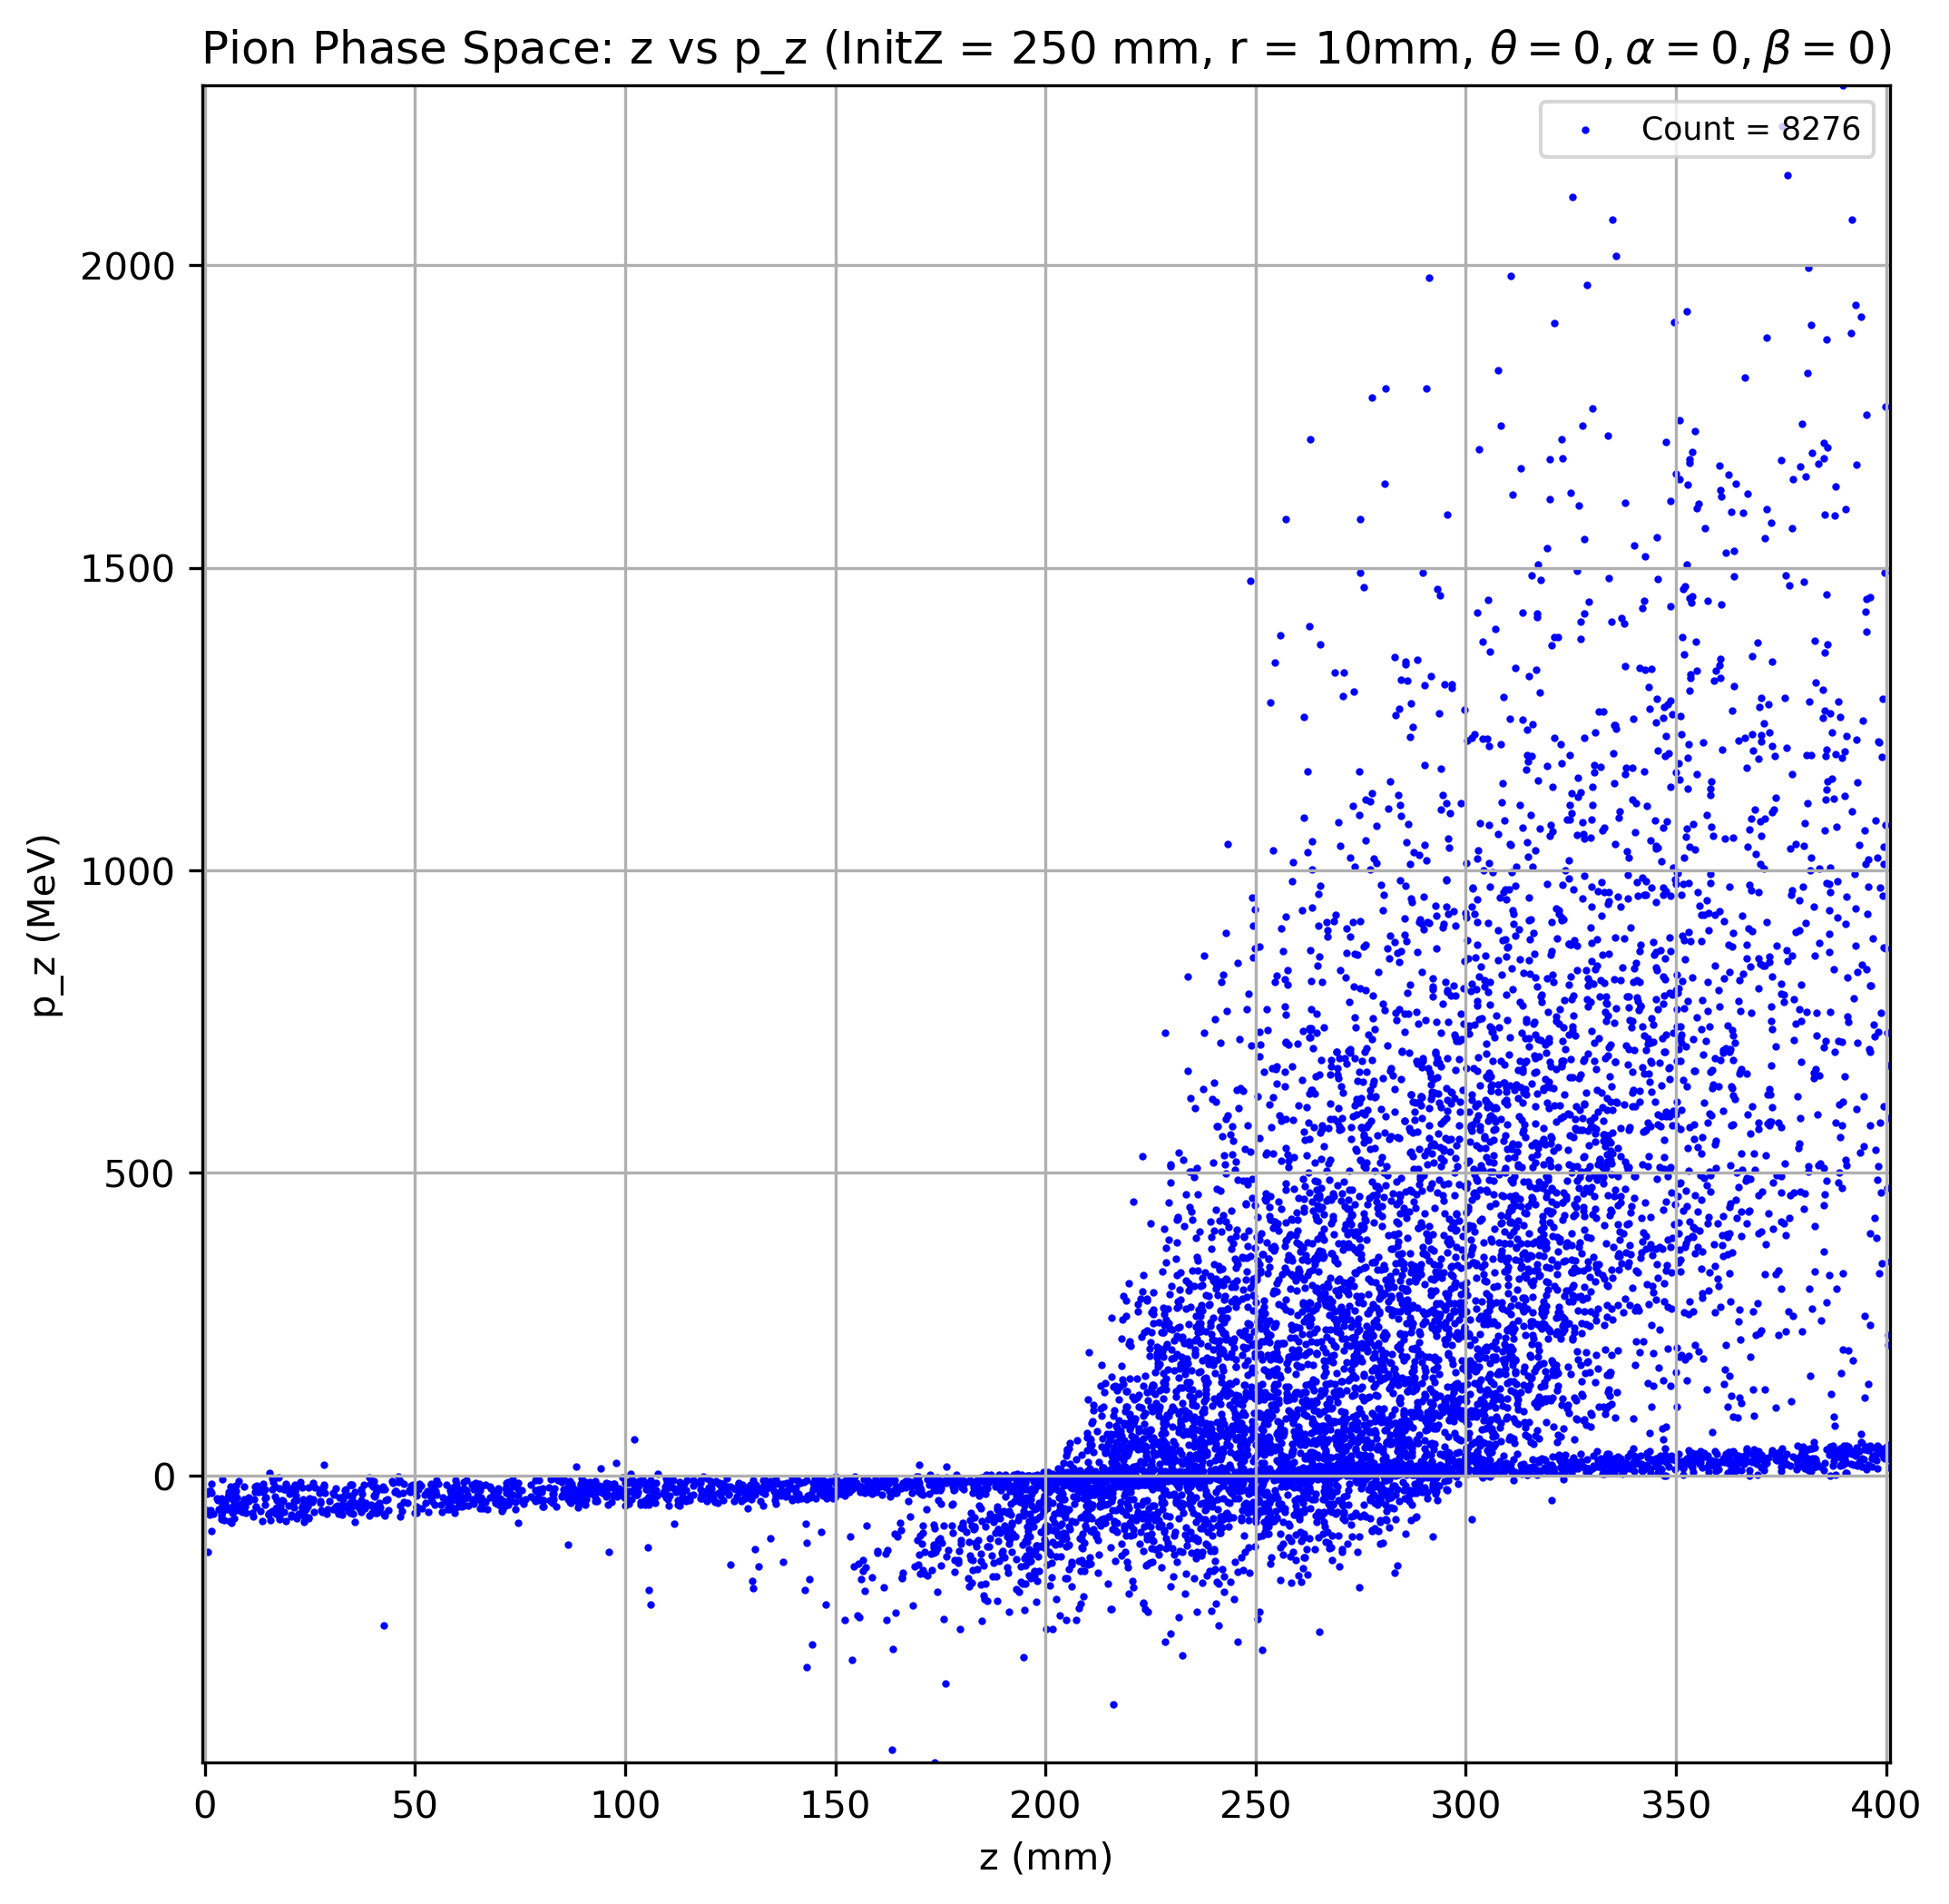 Pion Phase Space: z vs p_z (InitZ = 250 mm, r = 10mm, θ = 0, α = 0, β = 0)
Count = 8276
2000
1500
1000
500
0
p_z (MeV)
0 50 100 150 200 250 300 350 400
z (mm)